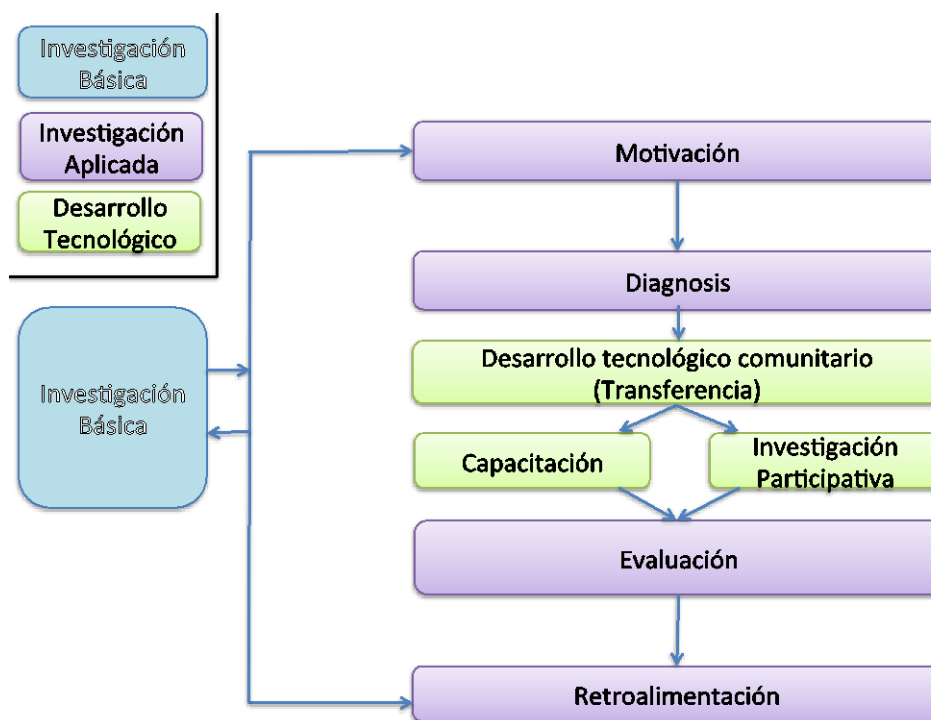 Investigación
Básica
Investigación
Aplicada
Desarrollo
Tecnológico
Investigación
Básica
Motivación
Diagnosis
Desarrollo tecnológico comunitario
(Transferencia)
Capacitación
Investigación
Participativa
Evaluación
Retroalimentación